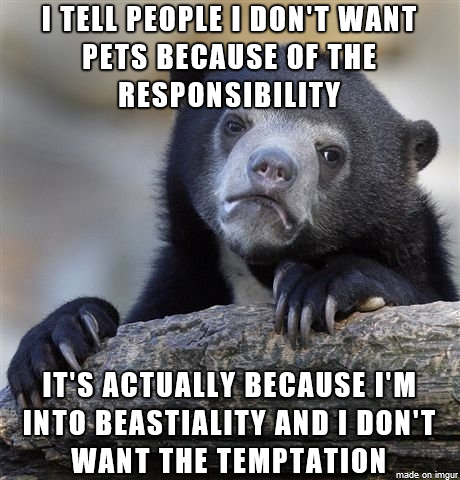 I TELL PEOPLE I DON'T WANT
PETS BECAUSE OF THE
RESPONSIBILITY
IT'S ACTUALLY BECAUSE I'M
INTO BEASTIALITY AND I DON'T
WANT THE TEMPTATION
made on imgur